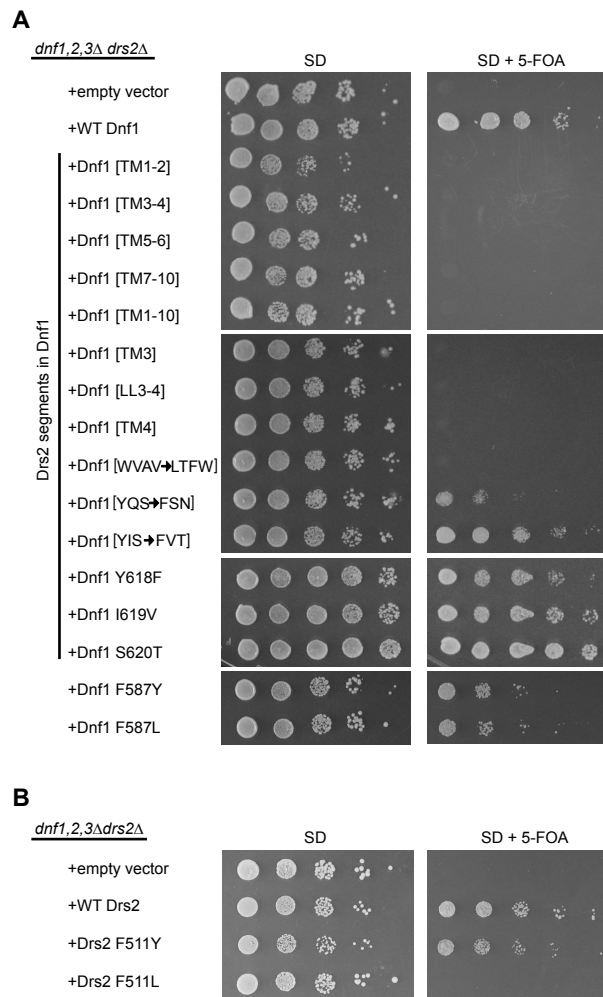 A
dnf1,2,3Δ drs2Δ
SD
SD + 5-FOA
+empty vector
+WT Dnf1
+Dnf1 [TM1-2]
+Dnf1 [TM3-4]
+Dnf1 [TM5-6]
+Dnf1 [TM7-10]
+Dnf1 [TM1-10]
+Dnf1 [TM3]
+Dnf1 [LL3-4]
+Dnf1 [TM4]
+Dnf1 [WVAV→LTFW]
+Dnf1 [YQS→FSN]
+Dnf1 [YIS→FVT]
+Dnf1 Y618F
+Dnf1 I619V
+Dnf1 S620T
Drs2 segments in Dnf1
+Dnf1 F587Y
+Dnf1 F587L
B
dnf1,2,3Δdrs2Δ
SD
SD + 5-FOA
+empty vector
+WT Drs2
+Drs2 F511Y
+Drs2 F511L